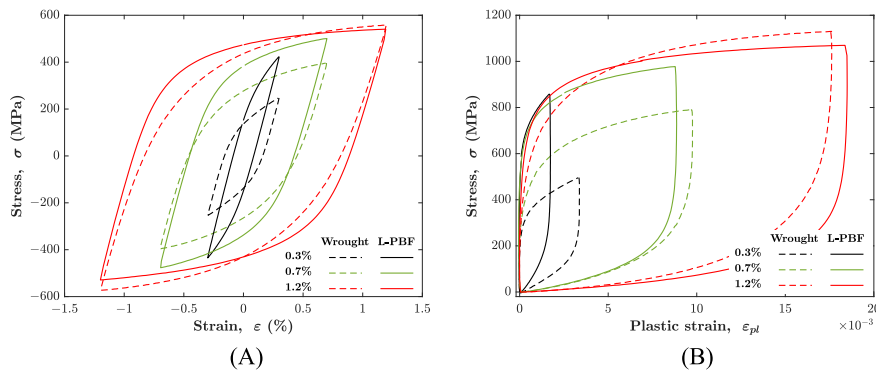 600
400
200
0
−200
−400
−600
Stress, σ (MPa)
Wrought L-PBF
0.3%
0.7%
1.2%
−1.5 −1 −0.5 0 0.5 1 1.5
Strain, ε (%)
(A)
1200
1000
800
600
400
200
0
Stress, σ (MPa)
Wrought L-PBF
0.3%
0.7%
1.2%
0 5 10 15 20
Plastic strain, εpl ×10⁻³
(B)